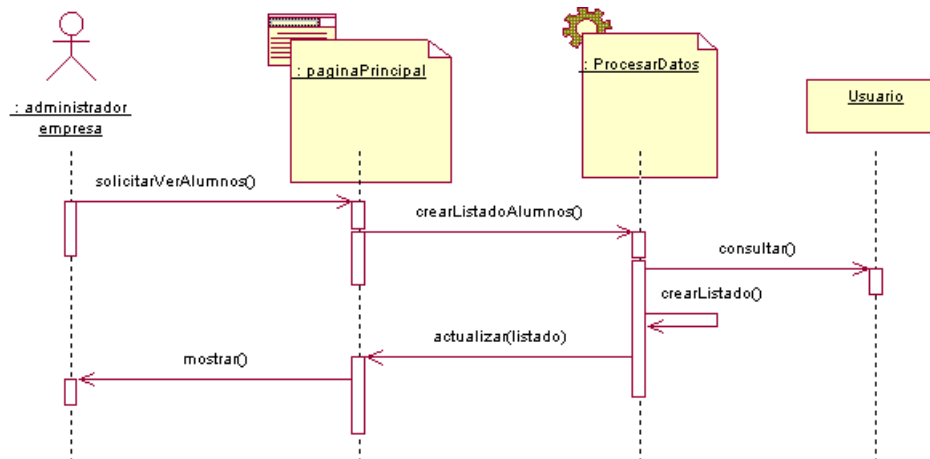 : administrador
empresa
: paginaPrincipal
: ProcesarDatos
Usuario
solicitarVerAlumnos()
crearListadoAlumnos()
consultar()
crearListado()
actualizar(listado)
mostrar()